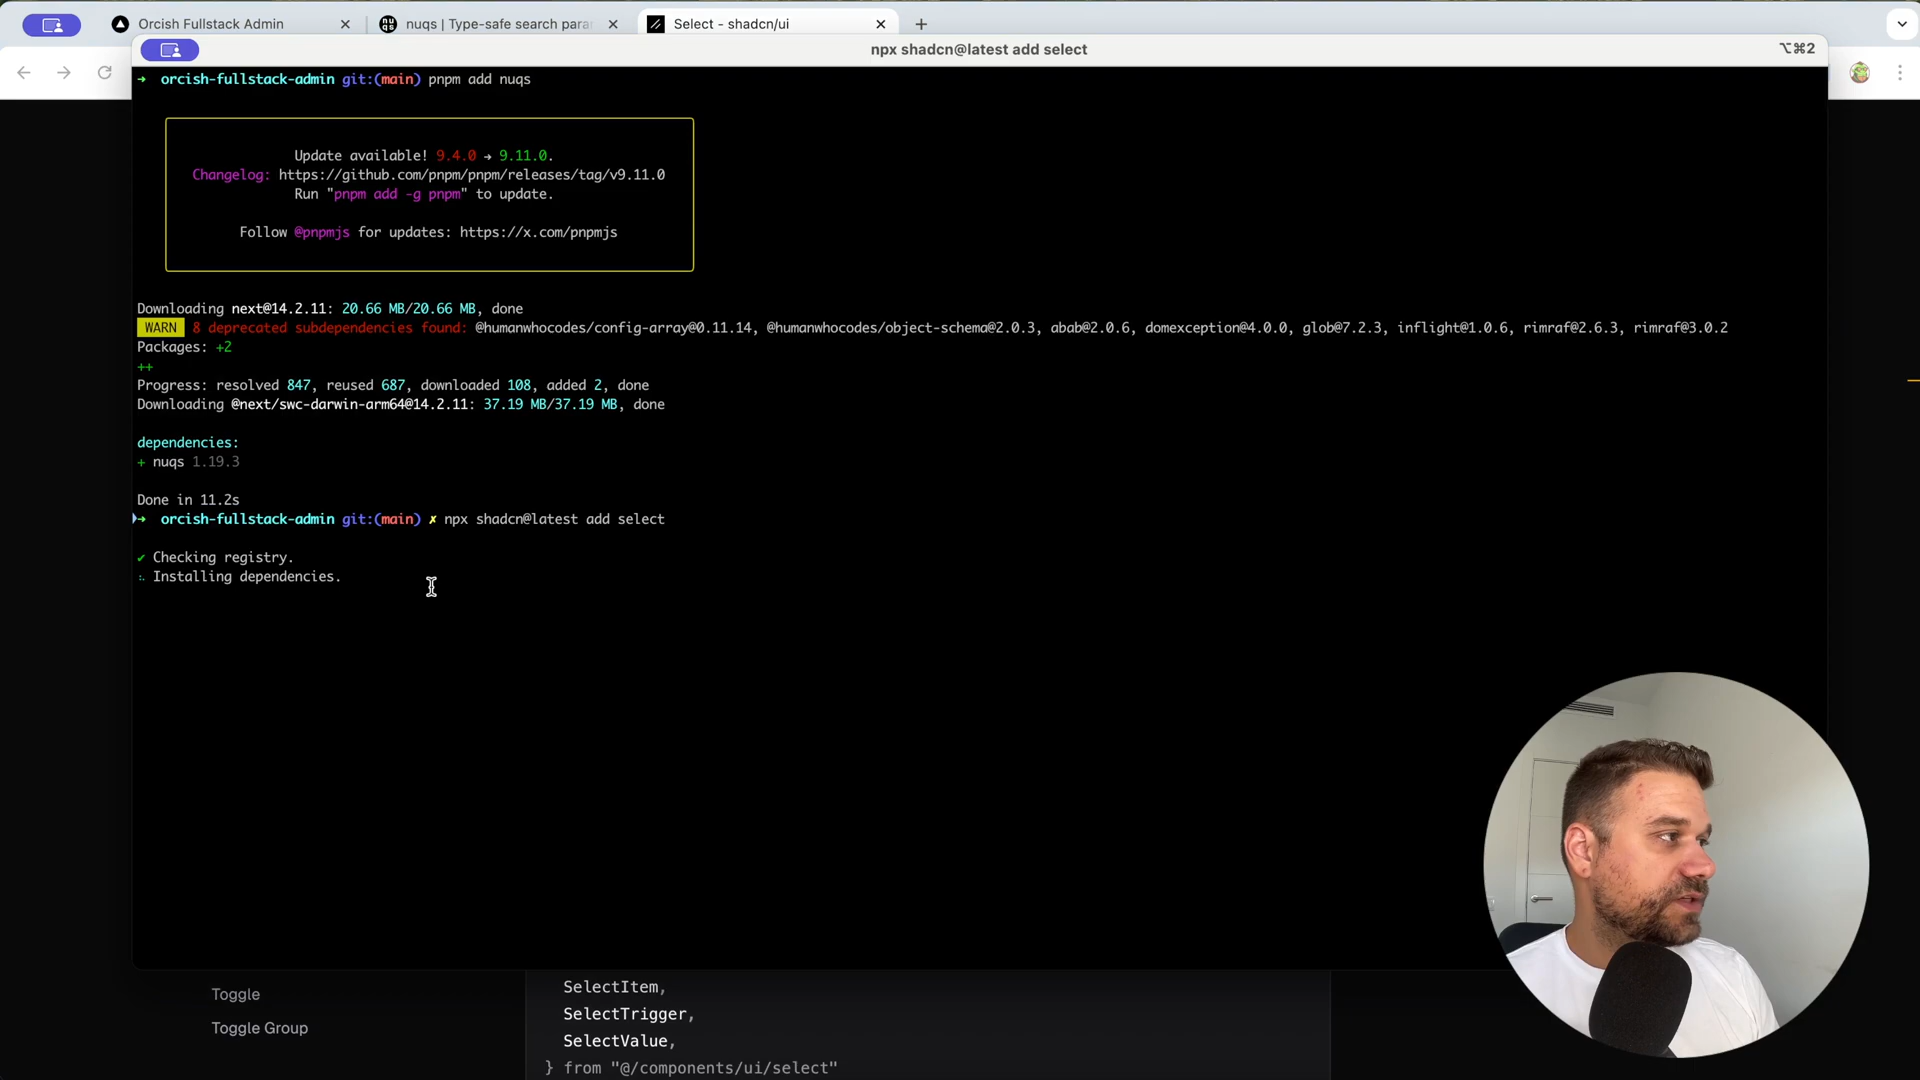 Orcish Fullstack Admin
nuqs | Type-safe search para
Select - shadcn/ui
npx shadcn@latest add select
⌥⌘2
➜ orcish-fullstack-admin git:(main) pnpm add nuqs
Update available! 9.4.0 → 9.11.0.
Changelog: https://github.com/pnpm/pnpm/releases/tag/v9.11.0
Run "pnpm add -g pnpm" to update.
Follow @pnpmjs for updates: https://x.com/pnpmjs
Downloading next@14.2.11: 20.66 MB/20.66 MB, done
WARN 8 deprecated subdependencies found: @humanwhocodes/config-array@0.11.14, @humanwhocodes/object-schema@2.0.3, abab@2.0.6, domexception@4.0.0, glob@7.2.3, inflight@1.0.6, rimraf@2.6.3, rimraf@3.0.2
Packages: +2
++
Progress: resolved 847, reused 687, downloaded 108, added 2, done
Downloading @next/swc-darwin-arm64@14.2.11: 37.19 MB/37.19 MB, done
dependencies:
+ nuqs 1.19.3
Done in 11.2s
➜ orcish-fullstack-admin git:(main) ✗ npx shadcn@latest add select
✔ Checking registry.
⠦ Installing dependencies.
Toggle
Toggle Group
SelectItem,
SelectTrigger,
SelectValue,
} from "@/components/ui/select"